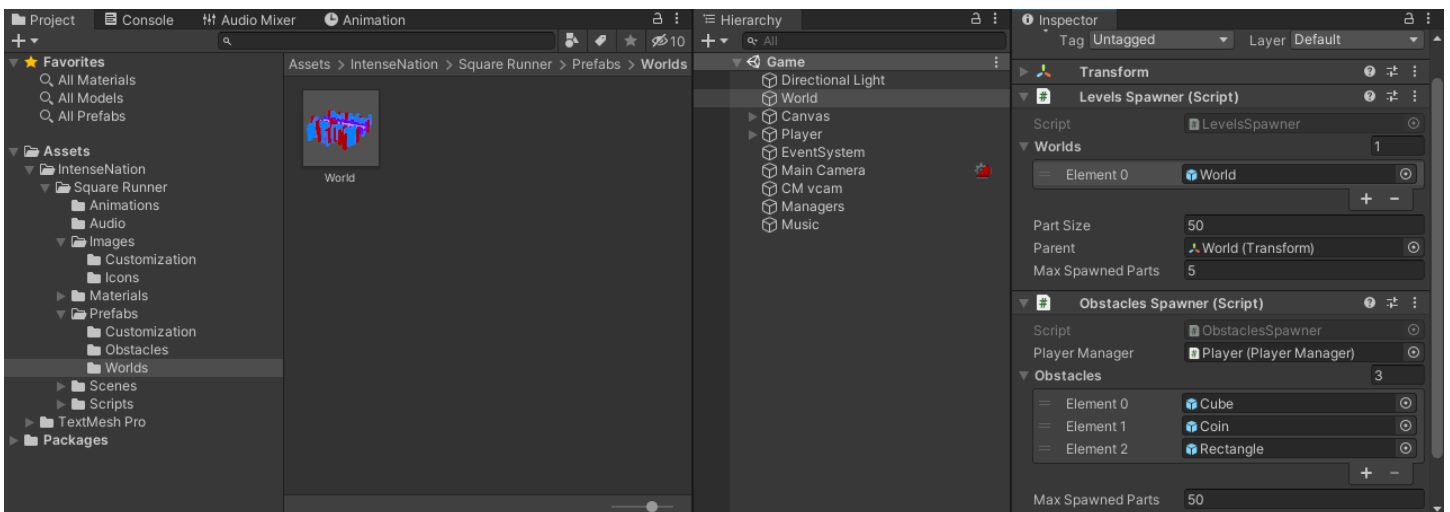 Project
Console
Audio Mixer
Animation
10
Favorites
All Materials
All Models
All Prefabs
Assets
IntenseNation
Square Runner
Animations
Audio
Images
Customization
Icons
Materials
Prefabs
Customization
Obstacles
Worlds
Scenes
Scripts
TextMesh Pro
Packages
Assets > IntenseNation > Square Runner > Prefabs > Worlds
World
Hierarchy
All
Game
Directional Light
World
Canvas
Player
EventSystem
Main Camera
CM vcam
Managers
Music
Inspector
Tag Untagged Layer Default
Transform
# Levels Spawner (Script)
Script # LevelsSpawner
Worlds 1
Element 0 World
+ -
Part Size 50
Parent World (Transform)
Max Spawned Parts 5
# Obstacles Spawner (Script)
Script # ObstaclesSpawner
Player Manager # Player (Player Manager)
Obstacles 3
Element 0 Cube
Element 1 Coin
Element 2 Rectangle
+ -
Max Spawned Parts 50